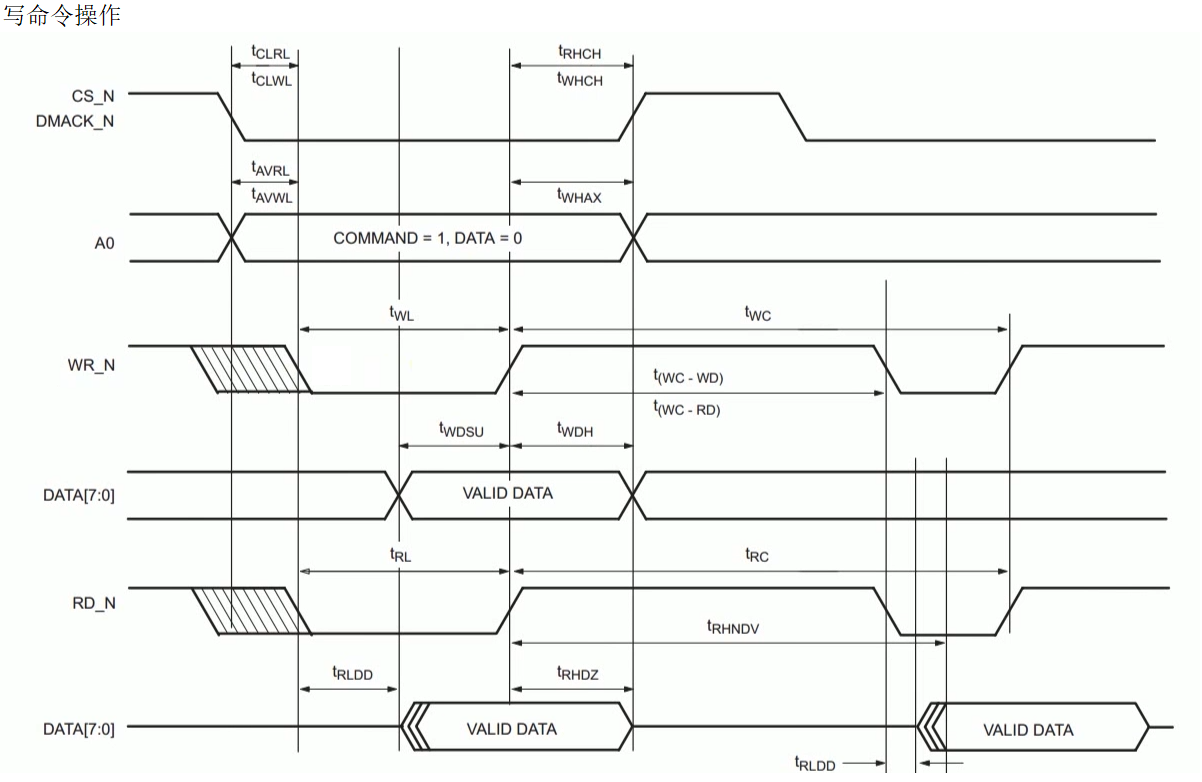 写命令操作
tCLRL
tCLWL
tRHCH
tWHCH
CS_N
DMACK_N
tAVRL
tAVWL
tWHAX
A0
COMMAND = 1, DATA = 0
tWL
tWC
WR_N
t(WC - WD)
t(WC - RD)
tWDSU
tWDH
DATA[7:0]
VALID DATA
tRL
tRC
RD_N
tRHNDV
tRLDD
tRHDZ
DATA[7:0]
VALID DATA
VALID DATA
tRLDD